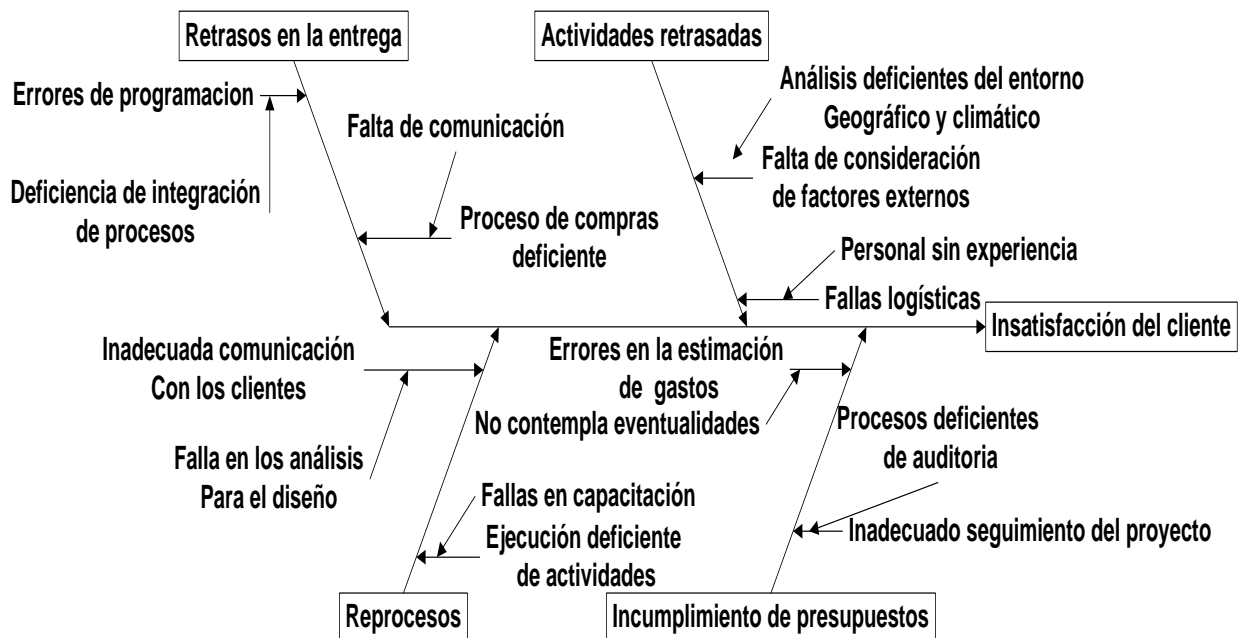 Retrasos en la entrega
Actividades retrasadas
Errores de programacion
Análisis deficientes del entorno
Geográfico y climático
Falta de comunicación
Falta de consideración
de factores externos
Deficiencia de integración
de procesos
Proceso de compras
deficiente
Personal sin experiencia
Fallas logísticas
Insatisfacción del cliente
Inadecuada comunicación
Con los clientes
Errores en la estimación
de gastos
No contempla eventualidades
Procesos deficientes
de auditoria
Falla en los análisis
Para el diseño
Fallas en capacitación
Ejecución deficiente
de actividades
Inadecuado seguimiento del proyecto
Reprocesos
Incumplimiento de presupuestos